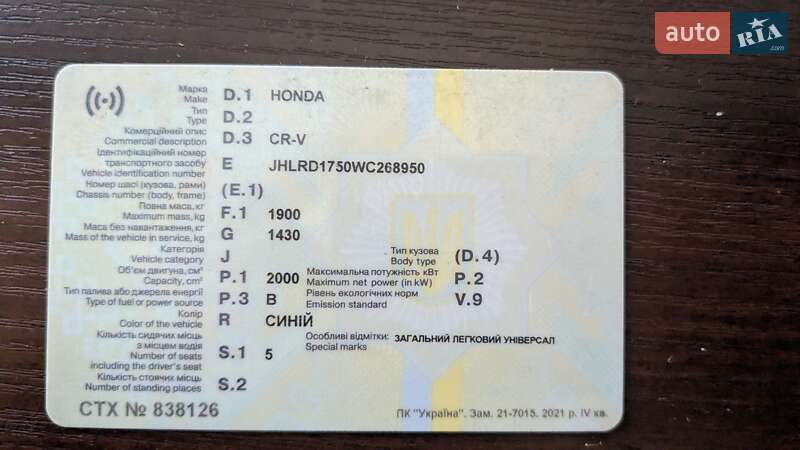 auto RIA.com
Марка
Make D.1 HONDA
Тип
Type D.2
Комерційний опис
Commercial description D.3 CR-V
Ідентифікаційний номер
транспортного засобу
Vehicle identification number E JHLRD1750WC268950
Номер шасі (кузова, рами)
Chassis number (body, frame) (E.1)
Повна маса, кг
Maximum mass, kg F.1 1900
Маса без навантаження, кг
Mass of the vehicle in service, kg G 1430
Категорія
Vehicle category J
Тип кузова
Body type (D.4)
Об'єм двигуна, см³
Capacity, cm³ P.1 2000
Максимальна потужність кВт
Maximum net power (in kW) P.2
Тип палива або джерела енергії
Type of fuel or power source P.3 B
Рівень екологічних норм
Emission standard V.9
Колір
Color of the vehicle R СИНІЙ
Кількість сидячих місць
з місцем водія
Number of seats
including the driver's seat S.1 5
Особливі відмітки: ЗАГАЛЬНИЙ ЛЕГКОВИЙ УНІВЕРСАЛ
Special marks
Кількість стоячих місць
Number of standing places S.2
СТХ № 838126
ПК "Україна". Зам. 21-7015. 2021 р. IV кв.